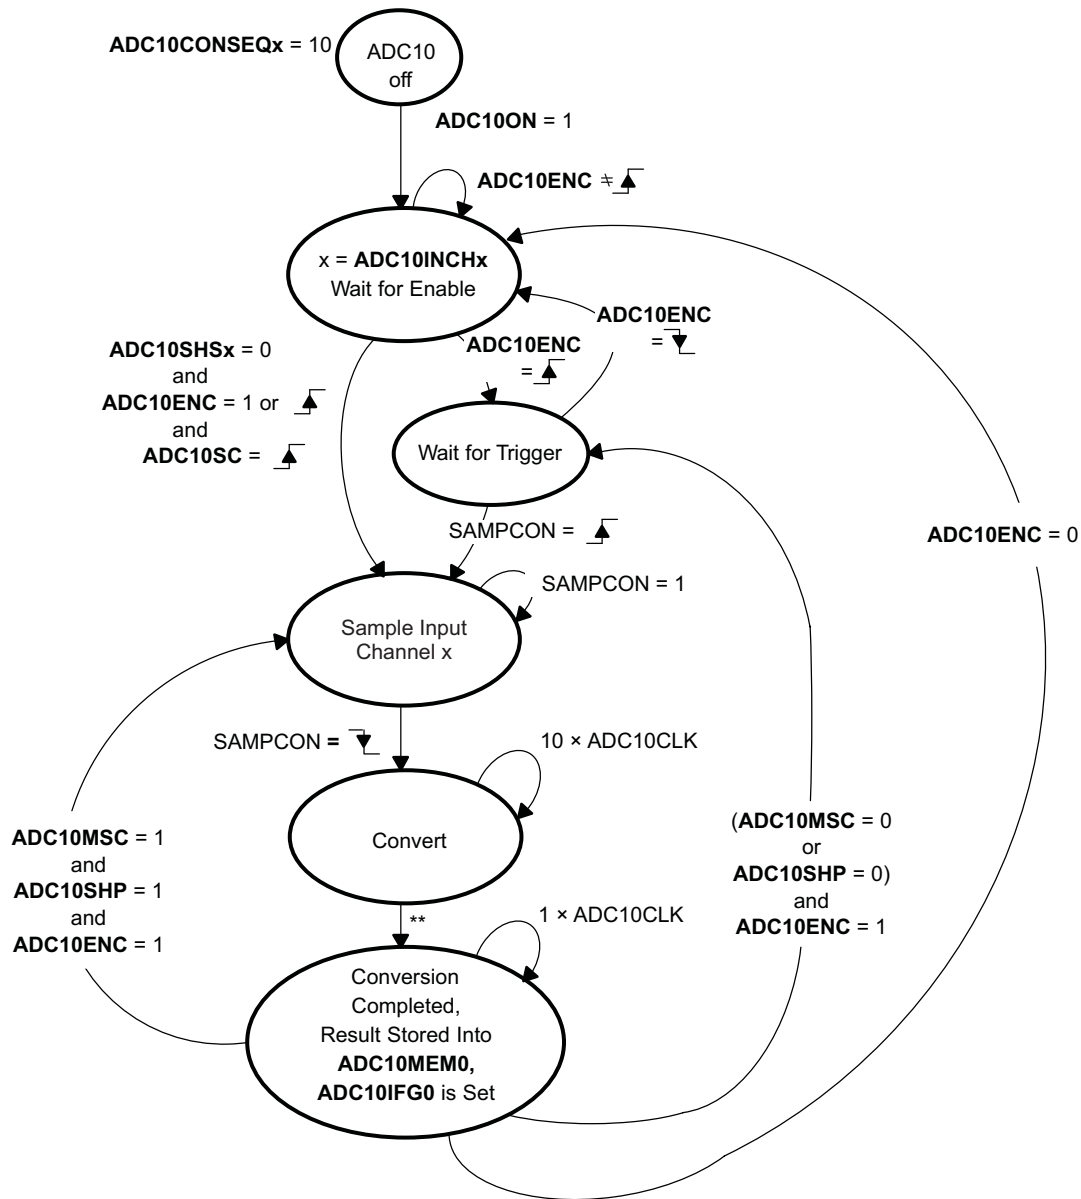 ADC10CONSEQx = 10
ADC10
off
ADC10ON = 1
ADC10ENC ≠
x = ADC10INCHx
Wait for Enable
ADC10ENC
=
ADC10ENC
=
ADC10SHSx = 0
and
ADC10ENC = 1 or
and
ADC10SC =
Wait for Trigger
SAMPCON =
ADC10ENC = 0
SAMPCON = 1
Sample Input
Channel x
SAMPCON =
10 × ADC10CLK
Convert
ADC10MSC = 1
and
ADC10SHP = 1
and
ADC10ENC = 1
(ADC10MSC = 0
or
ADC10SHP = 0)
and
ADC10ENC = 1
**
1 × ADC10CLK
Conversion
Completed,
Result Stored Into
ADC10MEM0,
ADC10IFG0 is Set